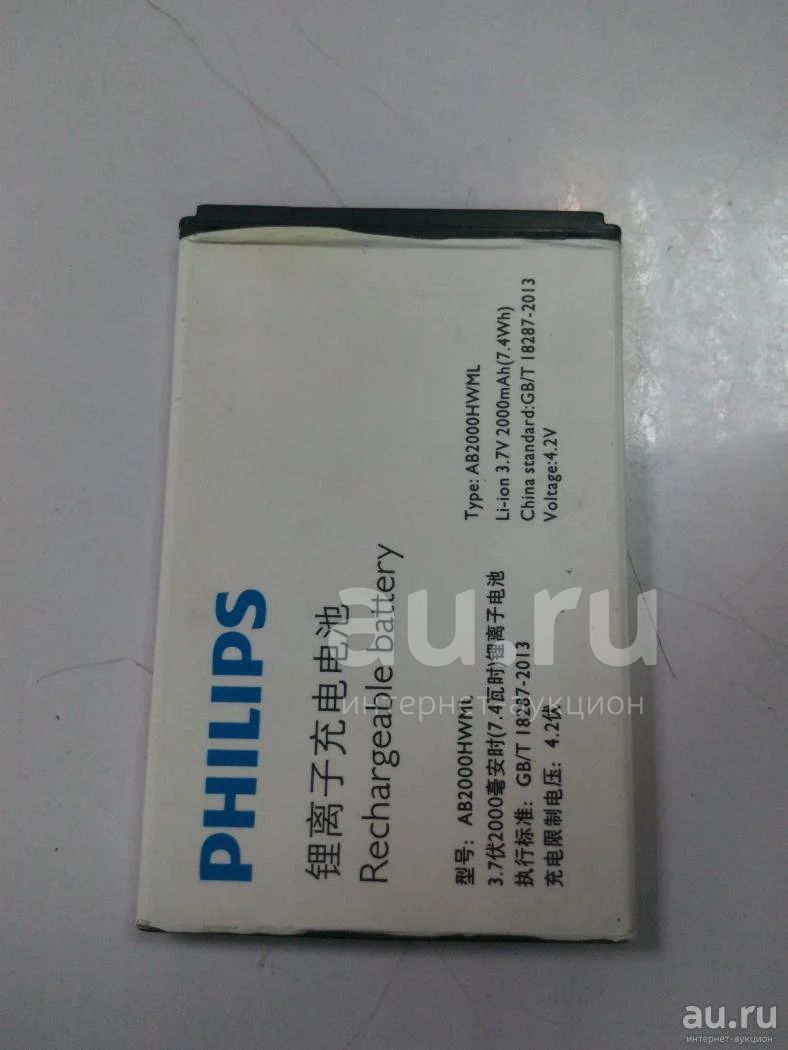 PHILIPS
锂离子充电电池
Rechargeable battery
型号: AB2000HWML
3.7伏2000毫安时(7.4瓦时)锂离子电池
执行标准: GB/T 18287-2013
充电限制电压: 4.2伏
Type: AB2000HWML
Li-ion 3.7V 2000mAh(7.4Wh)
China standard:GB/T 18287-2013
Voltage:4.2V
au.ru
интернет-аукцион
au.ru
интернет-аукцион